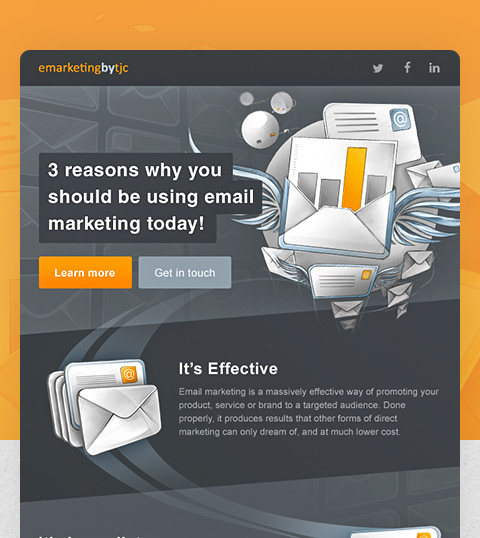 emarketingbytjc
3 reasons why you
should be using email
marketing today!
Learn more
Get in touch
It's Effective
Email marketing is a massively effective way of promoting your
product, service or brand to a targeted audience. Done
properly, it produces results that other forms of direct
marketing can only dream of, and at much lower cost.